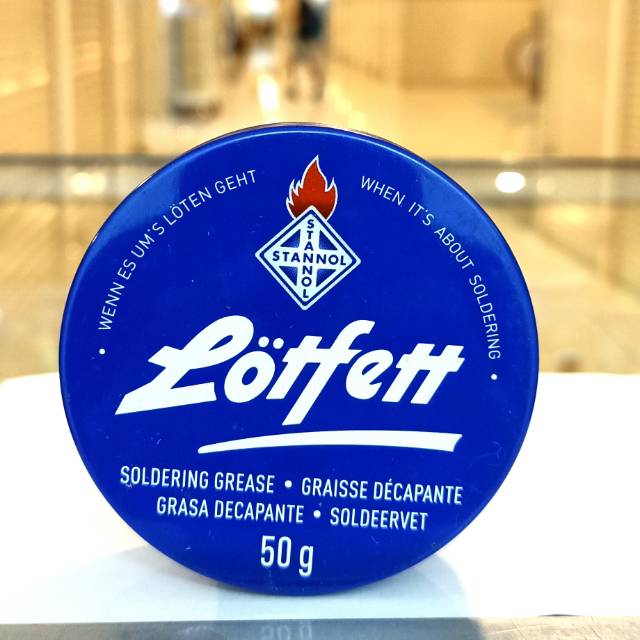 WENN ES UM'S LÖTEN GEHT
WHEN IT'S ABOUT SOLDERING
STANNOL
STANNOL
Lötfett
SOLDERING GREASE • GRAISSE DÉCAPANTE
GRASA DECAPANTE • SOLDEERVET
50 g